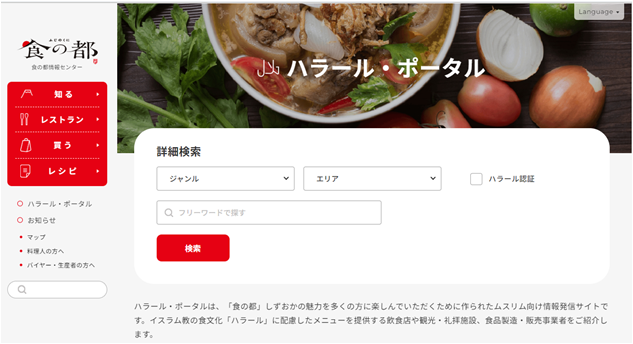 Language
ふじのくに
食の都
食の都情報センター
知る
レストラン
買う
レシピ
ハラール・ポータル
お知らせ
マップ
料理人の方へ
バイヤー・生産者の方へ
حلال ハラール・ポータル
詳細検索
ジャンル
エリア
ハラール認証
フリーワードで探す
検索
ハラール・ポータルは、「食の都」しずおかの魅力を多くの方に楽しんでいただくために作られたムスリム向け情報発信サイトで
す。イスラム教の食文化「ハラール」に配慮したメニューを提供する飲食店や観光・礼拝施設、食品製造・販売事業者をご紹介し
ます。